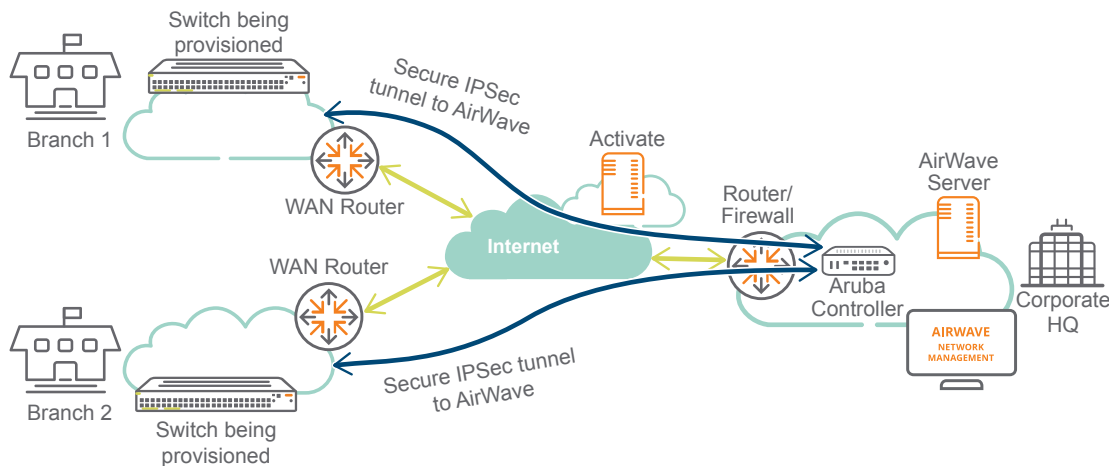 Switch being
provisioned
Branch 1
Secure IPSec
tunnel to AirWave
WAN Router
Activate
Internet
Router/
Firewall
AirWave
Server
Aruba
Controller
Corporate
HQ
AIRWAVE
NETWORK
MANAGEMENT
WAN Router
Branch 2
Secure IPSec tunnel
to AirWave
Switch being
provisioned